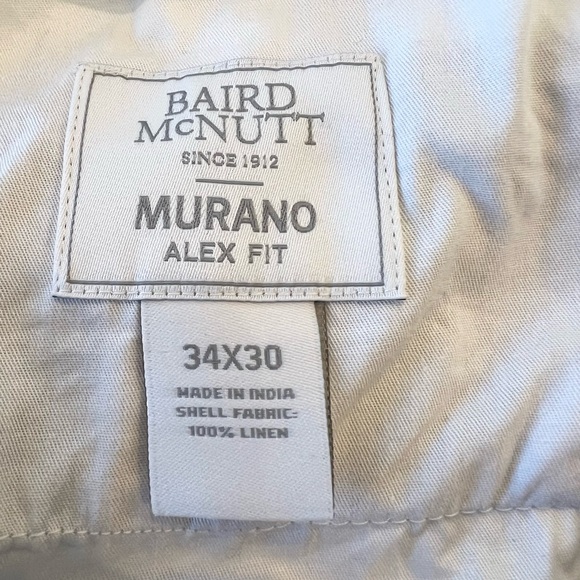 BAIRD
McNUTT
SINCE 1912
MURANO
ALEX FIT
34X30
MADE IN INDIA
SHELL FABRIC-
100% LINEN